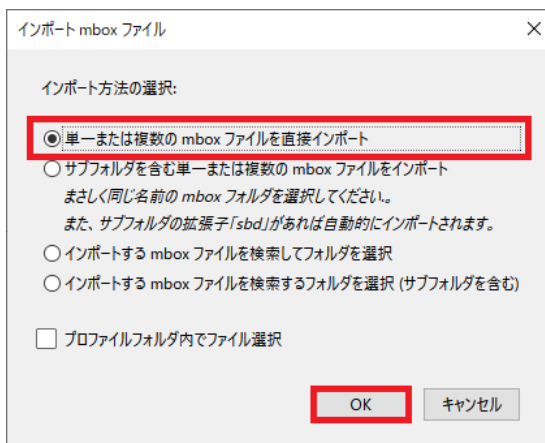 インポート mbox ファイル
インポート方法の選択:
単一または複数の mbox ファイルを直接インポート
サブフォルダを含む単一または複数の mbox ファイルをインポート
まさしく同じ名前の mbox フォルダを選択してください。
また、サブフォルダの拡張子「sbd」があれば自動的にインポートされます。
インポートする mbox ファイルを検索してフォルダを選択
インポートする mbox ファイルを検索するフォルダを選択 (サブフォルダを含む)
プロファイルフォルダ内でファイル選択
OK キャンセル